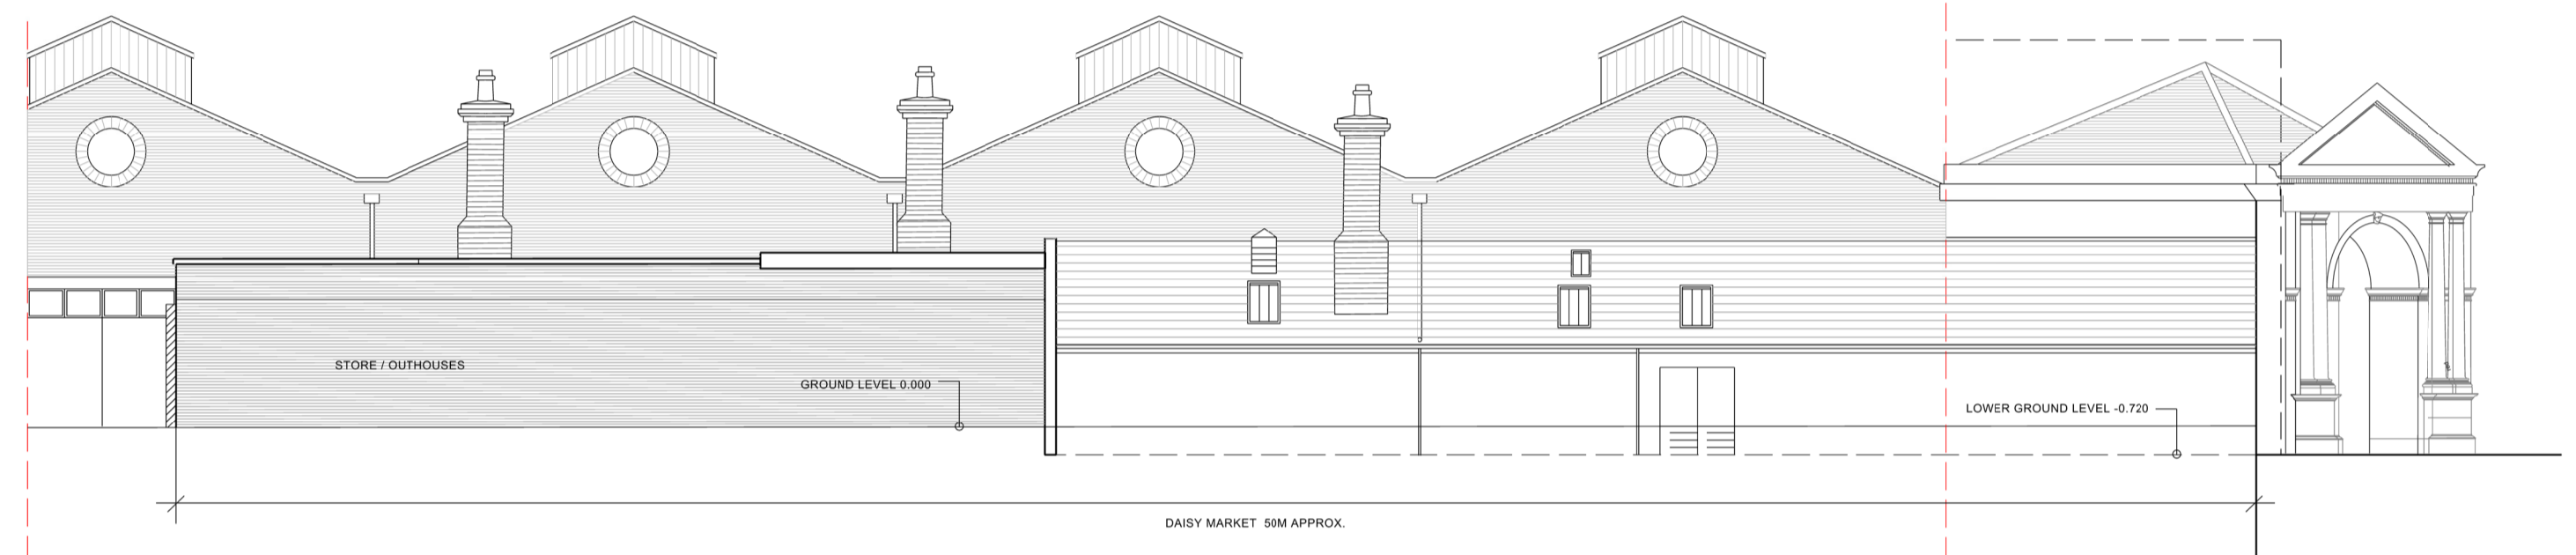 STORE / OUTHOUSES
GROUND LEVEL 0.000
LOWER GROUND LEVEL -0.720
DAISY MARKET 50M APPROX.